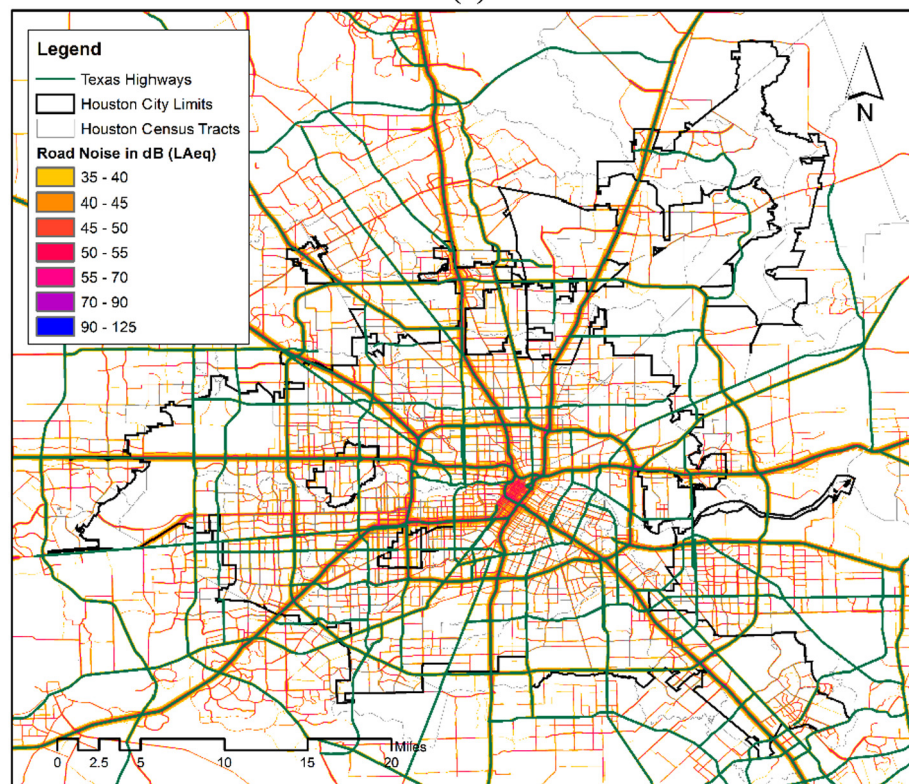 Legend
Texas Highways
Houston City Limits
Houston Census Tracts
Road Noise in dB (LAeq)
35 - 40
40 - 45
45 - 50
50 - 55
55 - 70
70 - 90
90 - 125
N
0 2.5 5 10 15 20 Miles